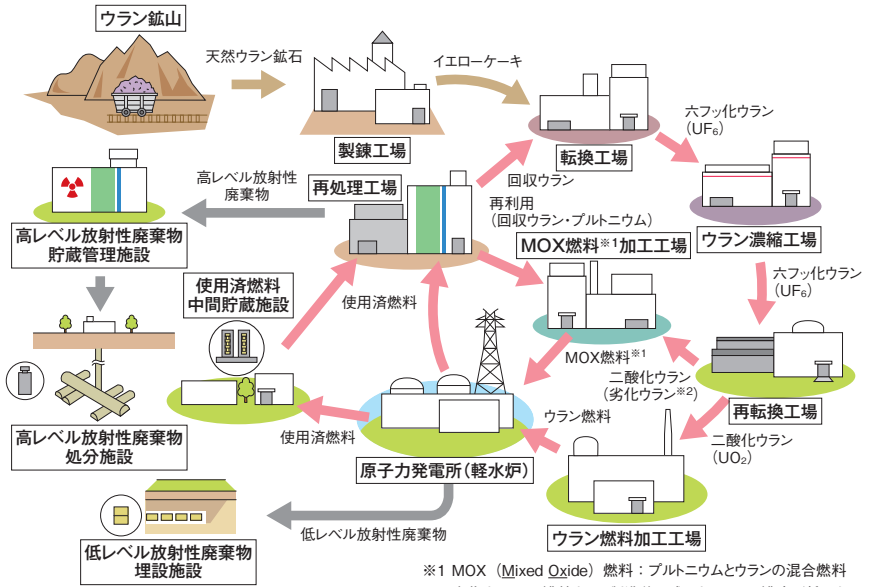 ウラン鉱山
天然ウラン鉱石
イエローケーキ
製錬工場
転換工場
六フッ化ウラン
(UF₆)
ウラン濃縮工場
高レベル放射性
廃棄物
再処理工場
回収ウラン
再利用
(回収ウラン・プルトニウム)
高レベル放射性廃棄物
貯蔵管理施設
使用済燃料
中間貯蔵施設
使用済燃料
MOX燃料※1加工工場
六フッ化ウラン
(UF₆)
MOX燃料※1
二酸化ウラン
(劣化ウラン※2)
再転換工場
ウラン燃料
二酸化ウラン
(UO₂)
高レベル放射性廃棄物
処分施設
使用済燃料
原子力発電所(軽水炉)
ウラン燃料加工工場
低レベル放射性廃棄物
低レベル放射性廃棄物
埋設施設
※1 MOX(Mixed Oxide)燃料:プルトニウムとウランの混合燃料